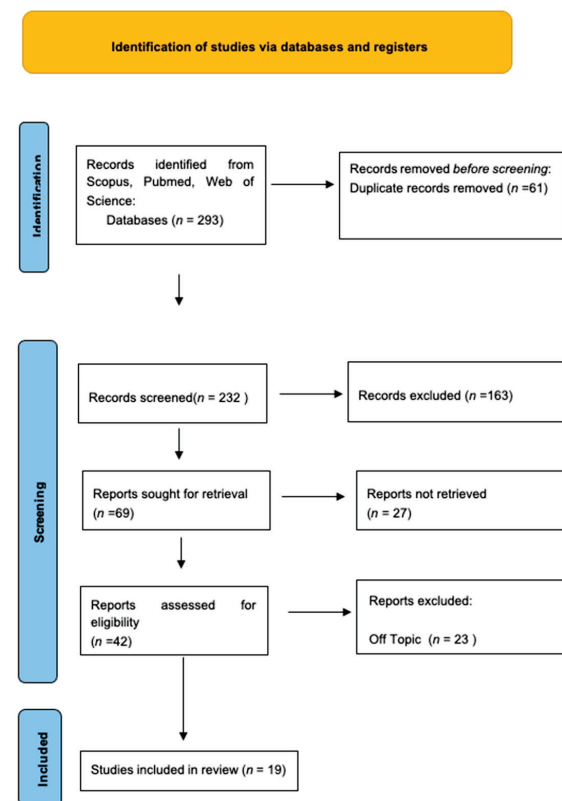 Identification of studies via databases and registers
Identification
Records identified from
Scopus, Pubmed, Web of
Science:
Databases (n = 293)
Records removed before screening:
Duplicate records removed (n =61)
Screening
Records screened(n = 232 )
Records excluded (n =163)
Reports sought for retrieval
(n =69)
Reports not retrieved
(n = 27)
Reports assessed for
eligibility
(n =42)
Reports excluded:
Off Topic (n = 23 )
Included
Studies included in review (n = 19)